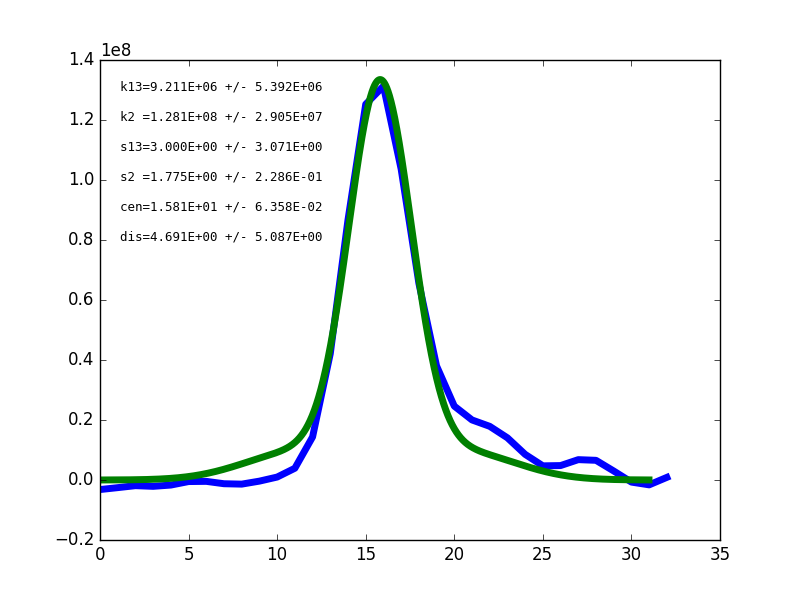 1e8
1.4
k13=9.211E+06 +/- 5.392E+06
1.2
k2 =1.281E+08 +/- 2.905E+07
s13=3.000E+00 +/- 3.071E+00
1.0
s2 =1.775E+00 +/- 2.286E-01
cen=1.581E+01 +/- 6.358E-02
0.8
dis=4.691E+00 +/- 5.087E+00
0.6
0.4
0.2
0.0
−0.2
0 5 10 15 20 25 30 35